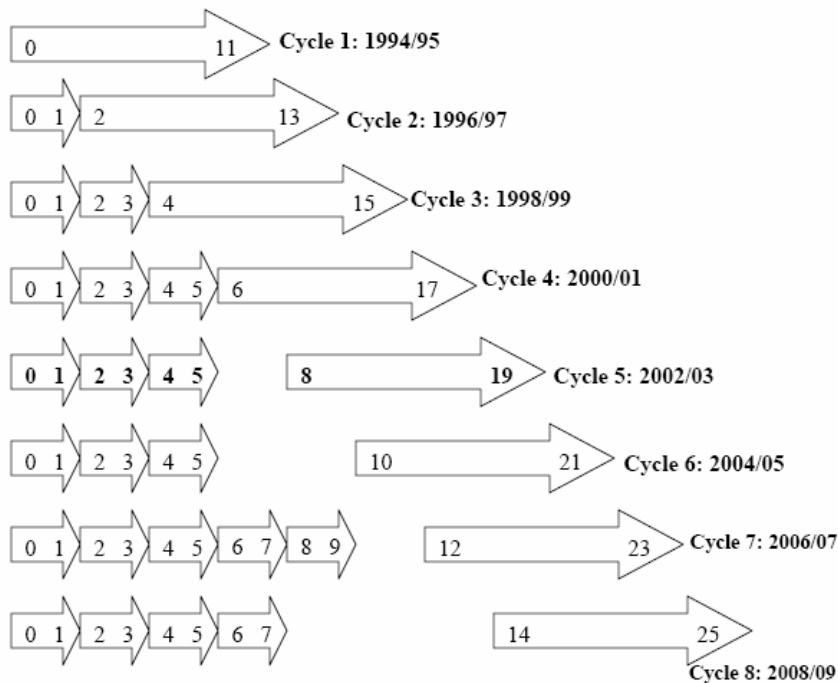 0 11 Cycle 1: 1994/95
0 1 2 13 Cycle 2: 1996/97
0 1 2 3 4 15 Cycle 3: 1998/99
0 1 2 3 4 5 6 17 Cycle 4: 2000/01
0 1 2 3 4 5 8 19 Cycle 5: 2002/03
0 1 2 3 4 5 10 21 Cycle 6: 2004/05
0 1 2 3 4 5 6 7 8 9 12 23 Cycle 7: 2006/07
0 1 2 3 4 5 6 7 14 25
Cycle 8: 2008/09